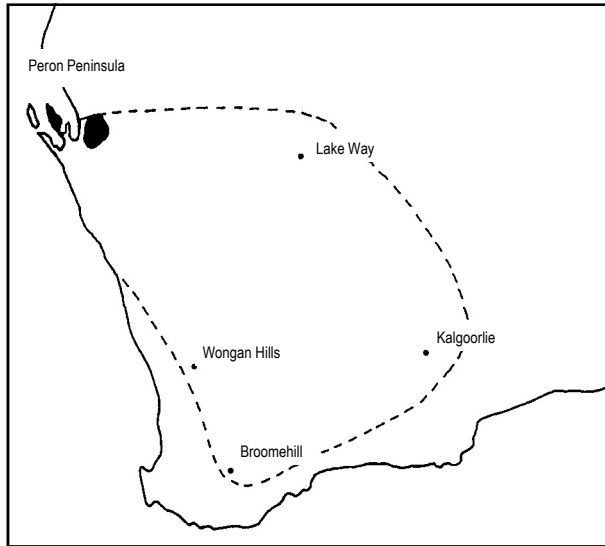 Peron Peninsula
Lake Way
Kalgoorlie
Wongan Hills
Broomehill